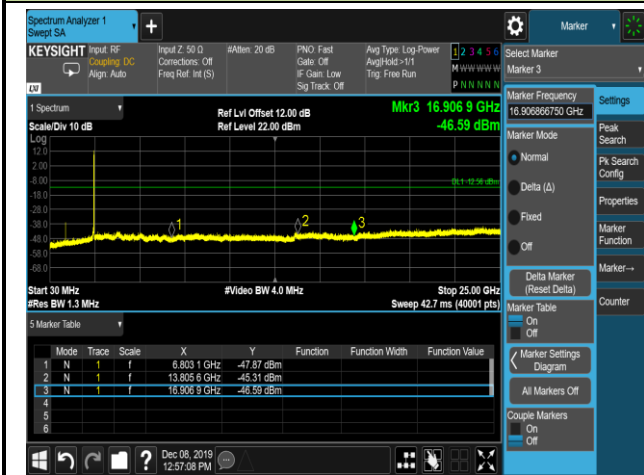 Spectrum Analyzer 1
Swept SA
+
Marker
KEYSIGHT
Input: RF
Coupling: DC
Align: Auto
Input Z: 50 Ω
Corrections: Off
Freq Ref: Int (S)
#Atten: 20 dB
PNO: Fast
Gate: Off
IF Gain: Low
Sig Track: Off
Avg Type: Log-Power
Avg|Hold:>1/1
Trig: Free Run
1 2 3 4 5 6
M W W W W W
P N N N N N
LXI
Select Marker
Marker 3
1 Spectrum
Scale/Div 10 dB
Ref Lvl Offset 12.00 dB
Ref Level 22.00 dBm
Mkr3 16.906 9 GHz
-46.59 dBm
Log
12.0
2.00
-8.00
-18.0
-28.0
-38.0
-48.0
-58.0
-68.0
DL1 -12.56 dBm
1
2
3
Start 30 MHz
#Res BW 1.3 MHz
#Video BW 4.0 MHz
Stop 25.00 GHz
Sweep 42.7 ms (40001 pts)
5 Marker Table
Mode Trace Scale X Y Function Function Width Function Value
1 N 1 f 6.803 1 GHz -47.87 dBm
2 N 1 f 13.805 6 GHz -45.31 dBm
3 N 1 f 16.906 9 GHz -46.59 dBm
4
5
6
Marker Frequency
16.906866750 GHz
Marker Mode
Normal
Delta (Δ)
Fixed
Off
Delta Marker
(Reset Delta)
Marker Table
On
Off
Marker Settings
Diagram
All Markers Off
Couple Markers
On
Off
Settings
Peak
Search
Pk Search
Config
Properties
Marker
Function
Marker→
Counter
?
Dec 08, 2019
12:57:08 PM